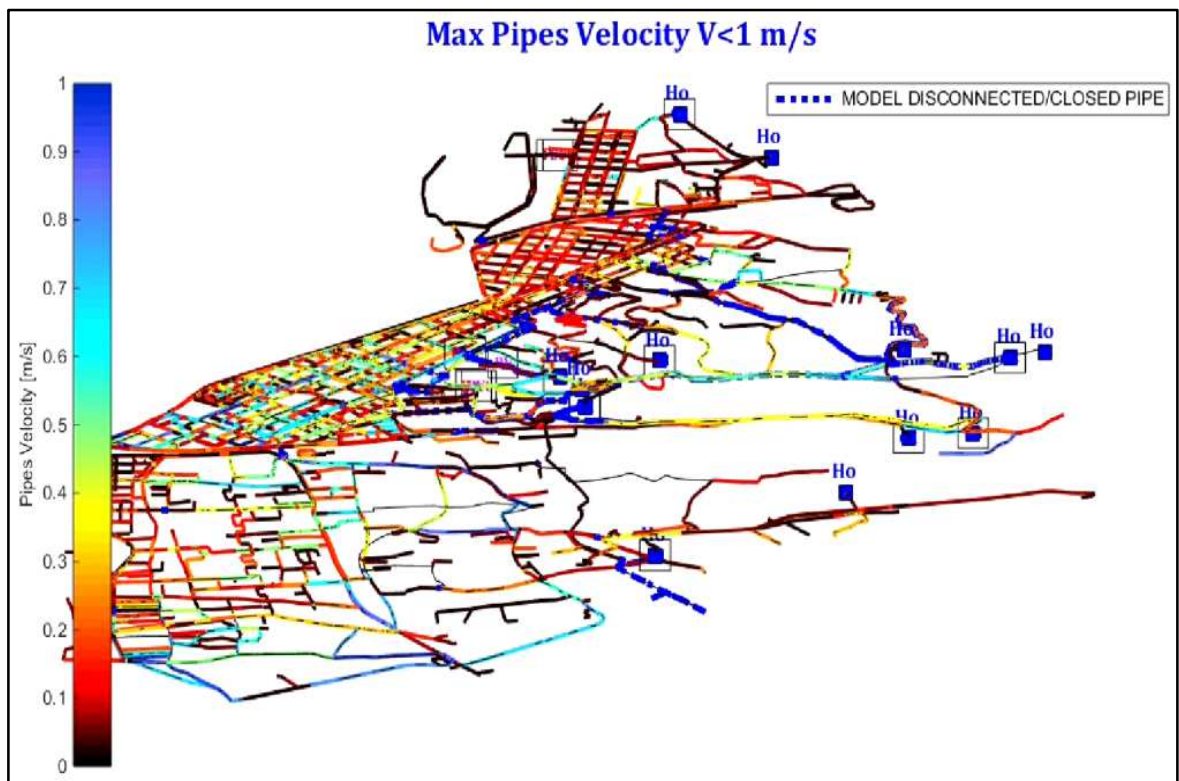 Max Pipes Velocity V<1 m/s
MODEL DISCONNECTED/CLOSED PIPE
Pipes Velocity [m/s]
1
0.9
0.8
0.7
0.6
0.5
0.4
0.3
0.2
0.1
0
Ho
Ho
Ho
Ho
Ho
Ho
Ho
Ho
Ho
Ho
Ho